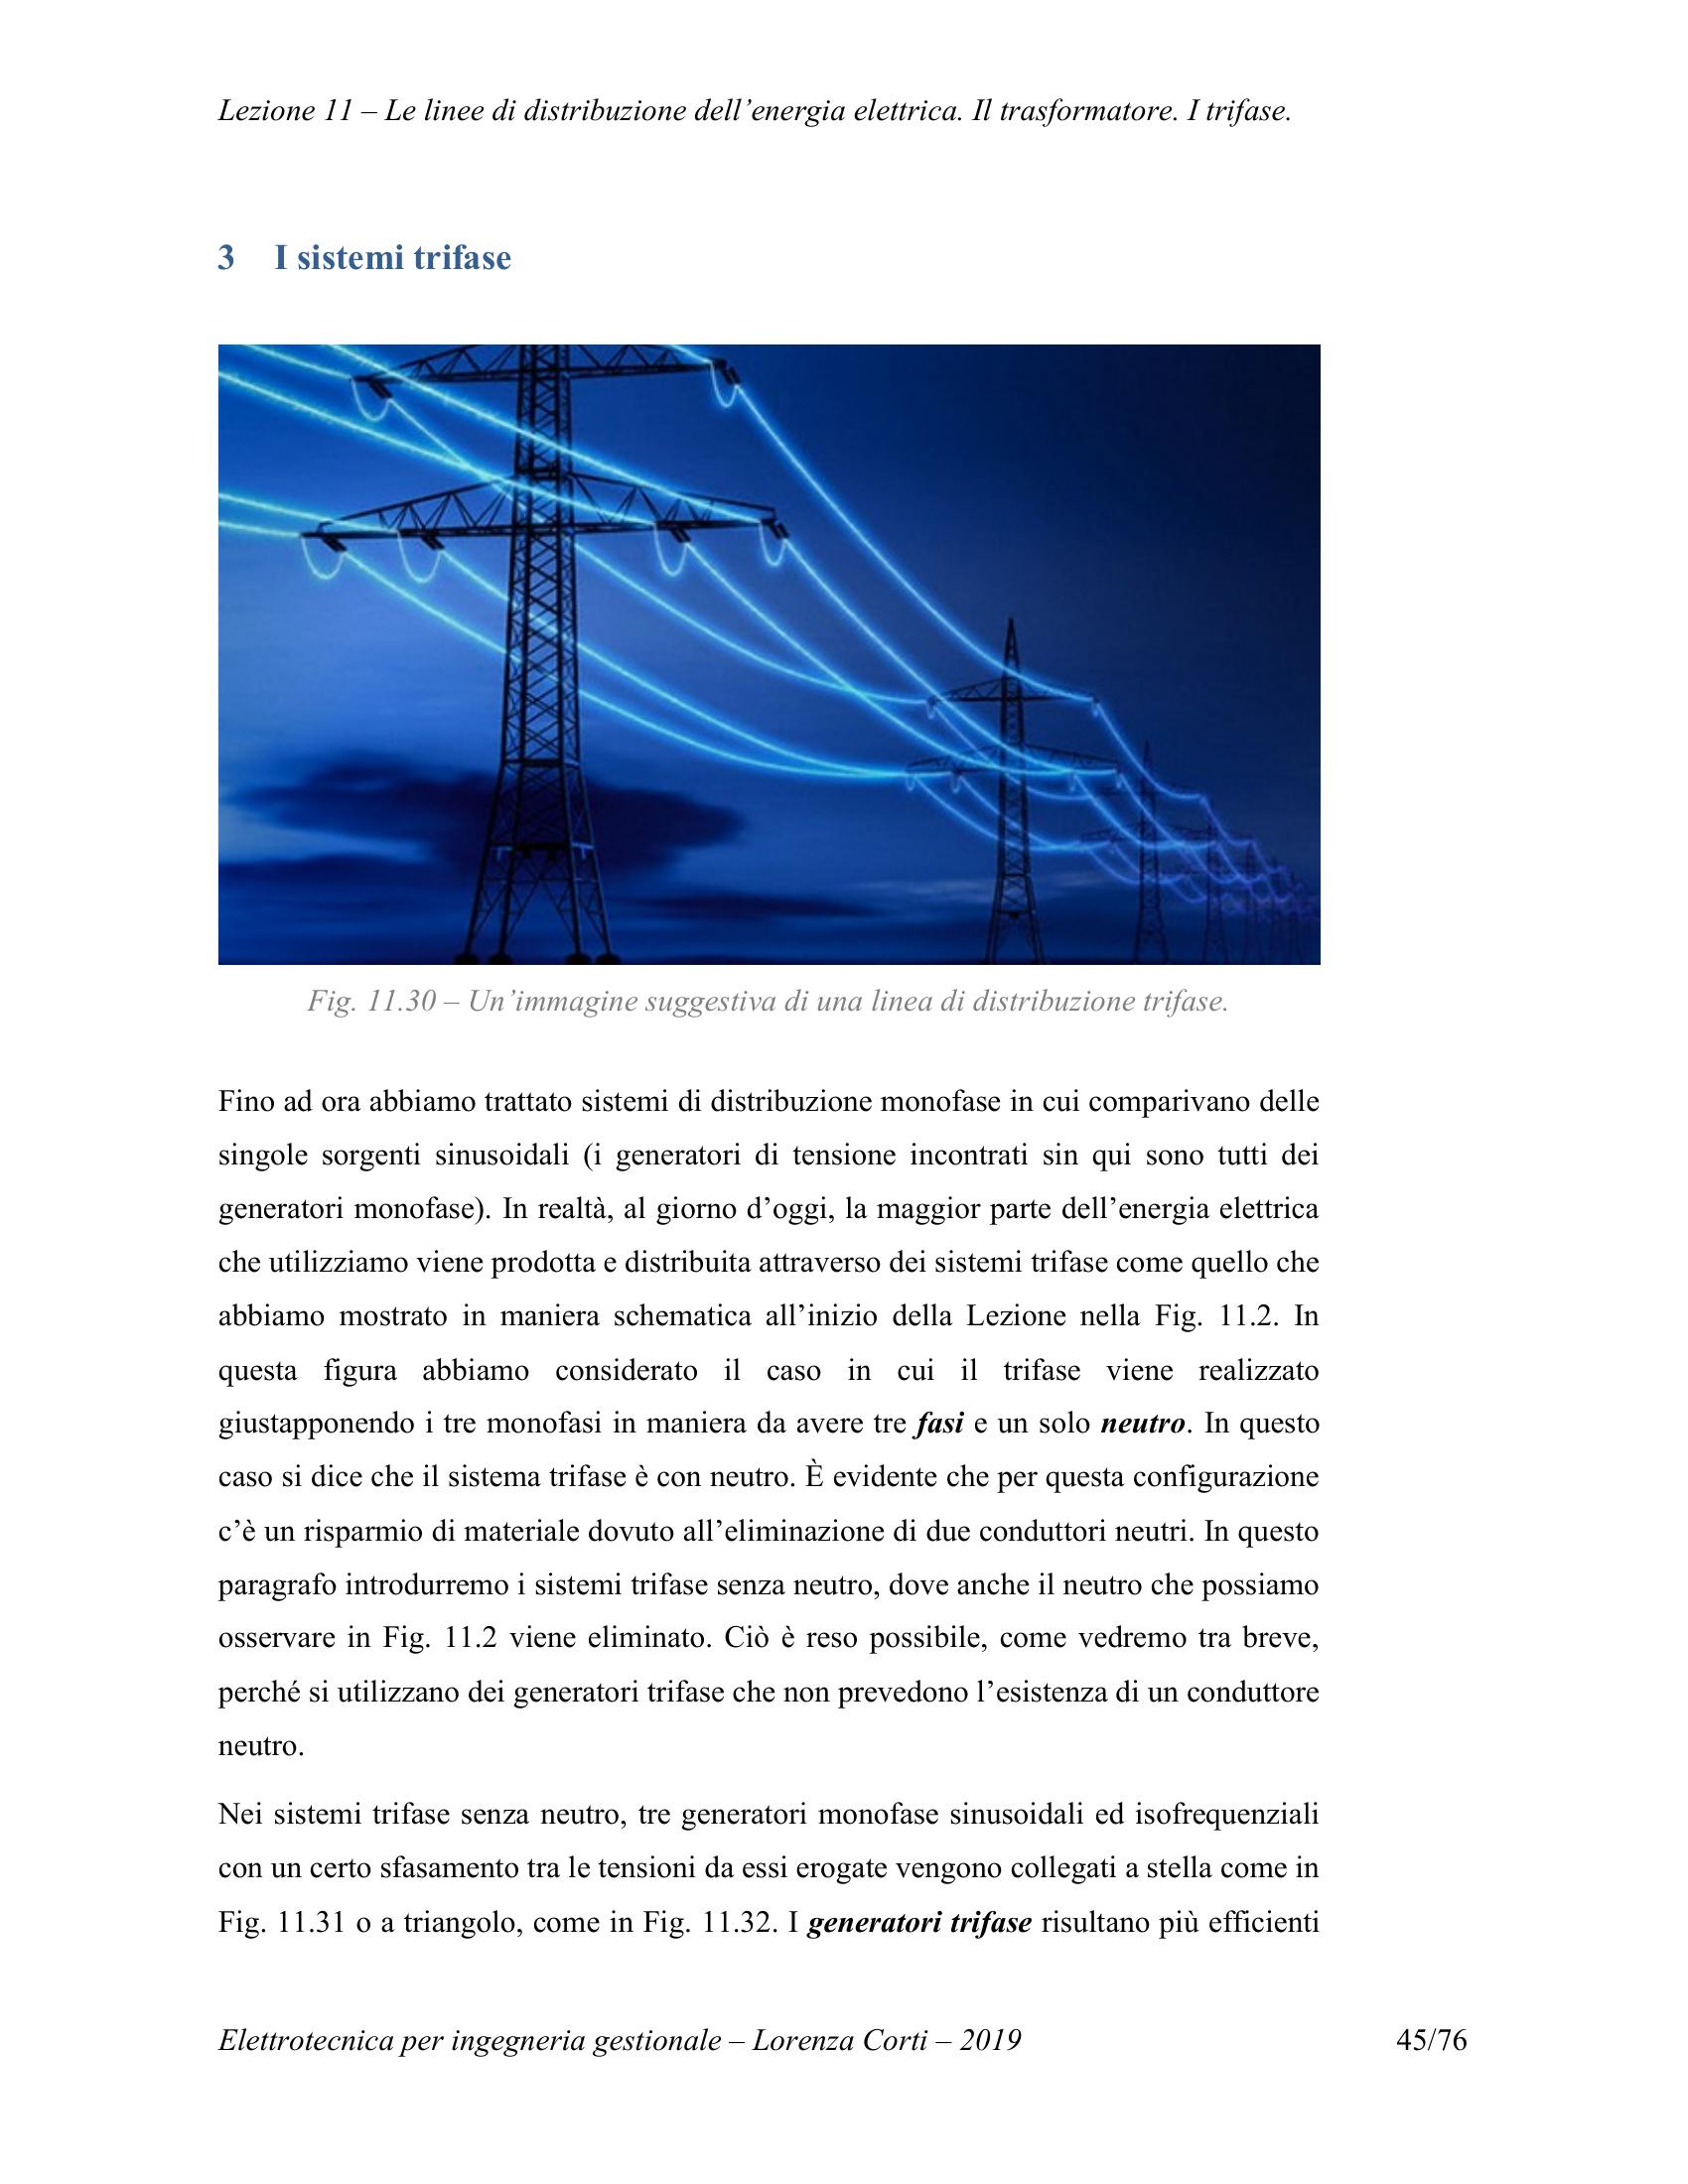 Lezione 11 – Le linee di distribuzione dell’energia elettrica. Il trasformatore. I trifase.
3 I sistemi trifase
Fig. 11.30 – Un’immagine suggestiva di una linea di distribuzione trifase.
Fino ad ora abbiamo trattato sistemi di distribuzione monofase in cui comparivano delle
singole sorgenti sinusoidali (i generatori di tensione incontrati sin qui sono tutti dei
generatori monofase). In realtà, al giorno d’oggi, la maggior parte dell’energia elettrica
che utilizziamo viene prodotta e distribuita attraverso dei sistemi trifase come quello che
abbiamo mostrato in maniera schematica all’inizio della Lezione nella Fig. 11.2. In
questa figura abbiamo considerato il caso in cui il trifase viene realizzato
giustapponendo i tre monofasi in maniera da avere tre fasi e un solo neutro. In questo
caso si dice che il sistema trifase è con neutro. È evidente che per questa configurazione
c’è un risparmio di materiale dovuto all’eliminazione di due conduttori neutri. In questo
paragrafo introdurremo i sistemi trifase senza neutro, dove anche il neutro che possiamo
osservare in Fig. 11.2 viene eliminato. Ciò è reso possibile, come vedremo tra breve,
perché si utilizzano dei generatori trifase che non prevedono l’esistenza di un conduttore
neutro.
Nei sistemi trifase senza neutro, tre generatori monofase sinusoidali ed isofrequenziali
con un certo sfasamento tra le tensioni da essi erogate vengono collegati a stella come in
Fig. 11.31 o a triangolo, come in Fig. 11.32. I generatori trifase risultano più efficienti
Elettrotecnica per ingegneria gestionale – Lorenza Corti – 2019 45/76